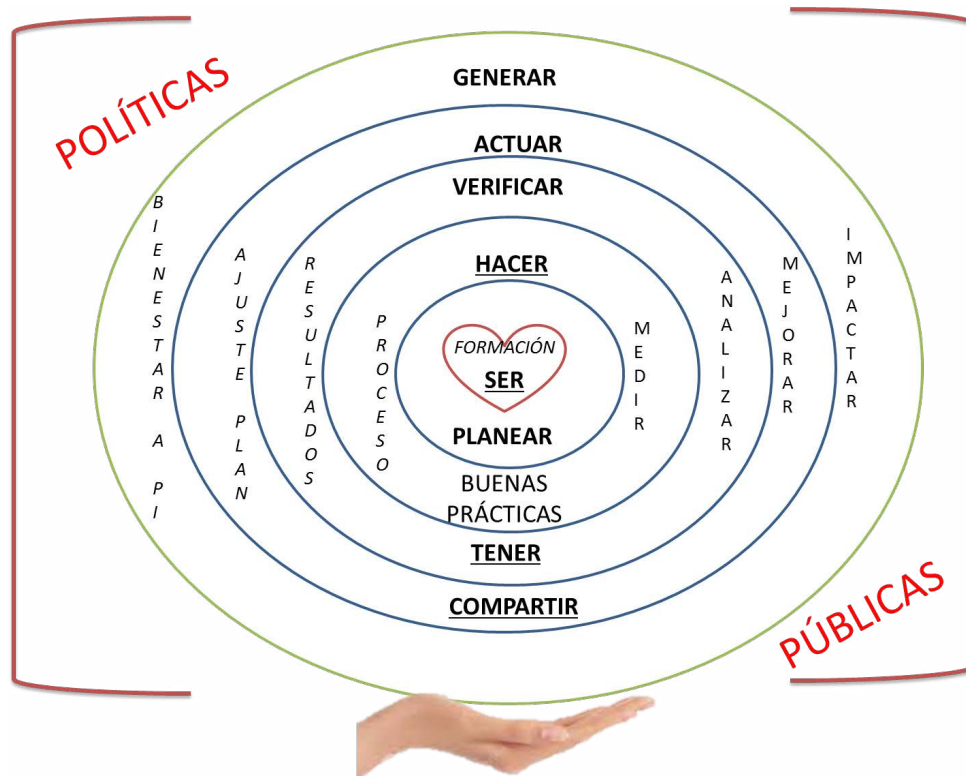 POLÍTICAS
GENERAR
ACTUAR
VERIFICAR
HACER
FORMACIÓN
SER
PLANEAR
BUENAS
PRÁCTICAS
TENER
COMPARTIR
BIENESTAR A PI
AJUSTE PLAN
RESULTADOS
PROCESO
MEDIR
ANALIZAR
MEJORAR
IMPACTAR
PÚBLICAS